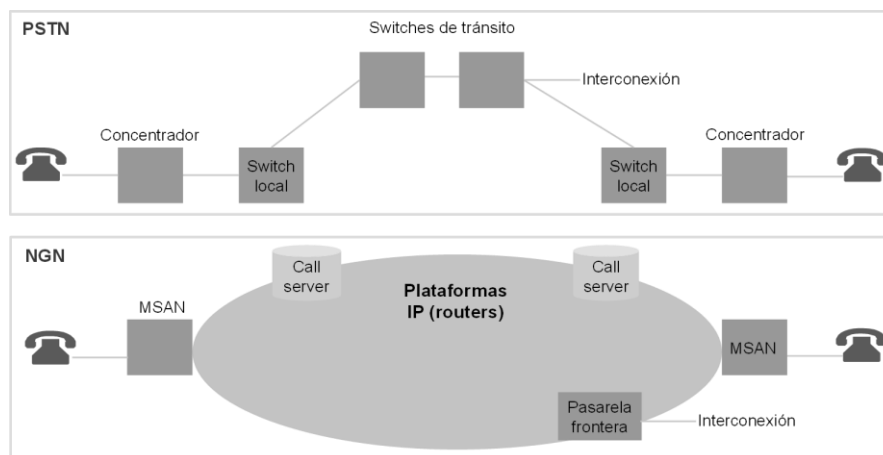 PSTN
Switches de tránsito
Interconexión
Concentrador
Concentrador
Switch
local
Switch
local
NGN
Call
server
Call
server
Plataformas
IP (routers)
MSAN
MSAN
Pasarela
frontera
Interconexión